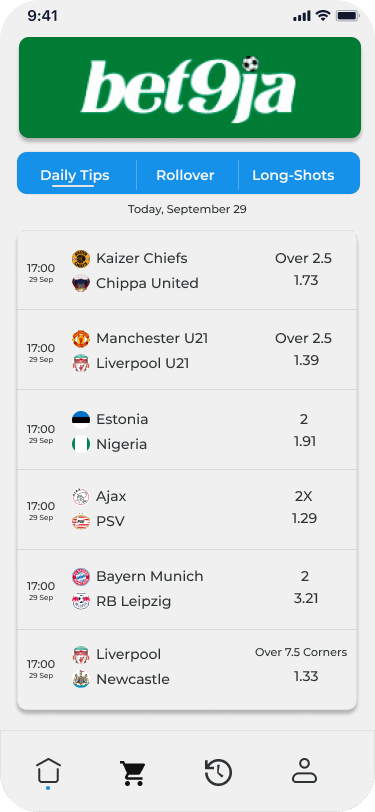 9:41
bet9ja
Daily Tips Rollover Long-Shots
Today, September 29
17:00
29 Sep
Kaizer Chiefs
Chippa United
Over 2.5
1.73
17:00
29 Sep
Manchester U21
Liverpool U21
Over 2.5
1.39
17:00
29 Sep
Estonia
Nigeria
2
1.91
17:00
29 Sep
Ajax
PSV
2X
1.29
17:00
29 Sep
Bayern Munich
RB Leipzig
2
3.21
17:00
29 Sep
Liverpool
Newcastle
Over 7.5 Corners
1.33